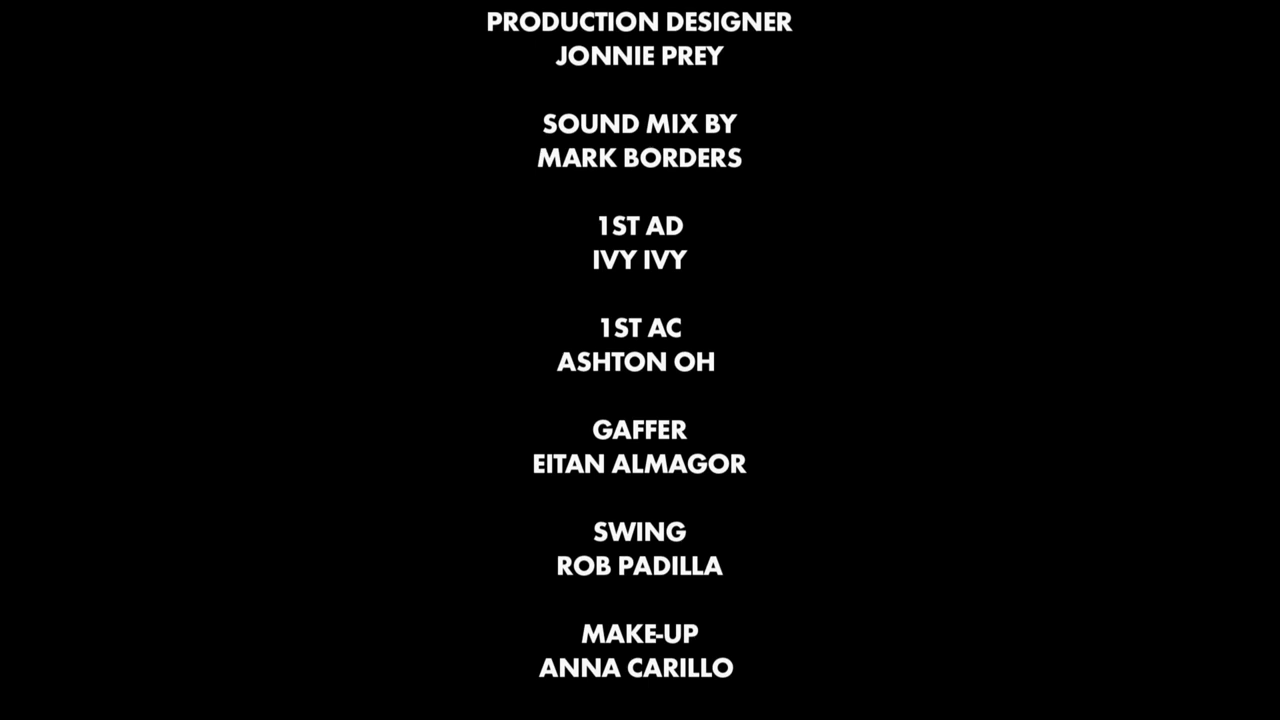 PRODUCTION DESIGNER
JONNIE PREY
SOUND MIX BY
MARK BORDERS
1ST AD
IVY IVY
1ST AC
ASHTON OH
GAFFER
EITAN ALMAGOR
SWING
ROB PADILLA
MAKE-UP
ANNA CARILLO